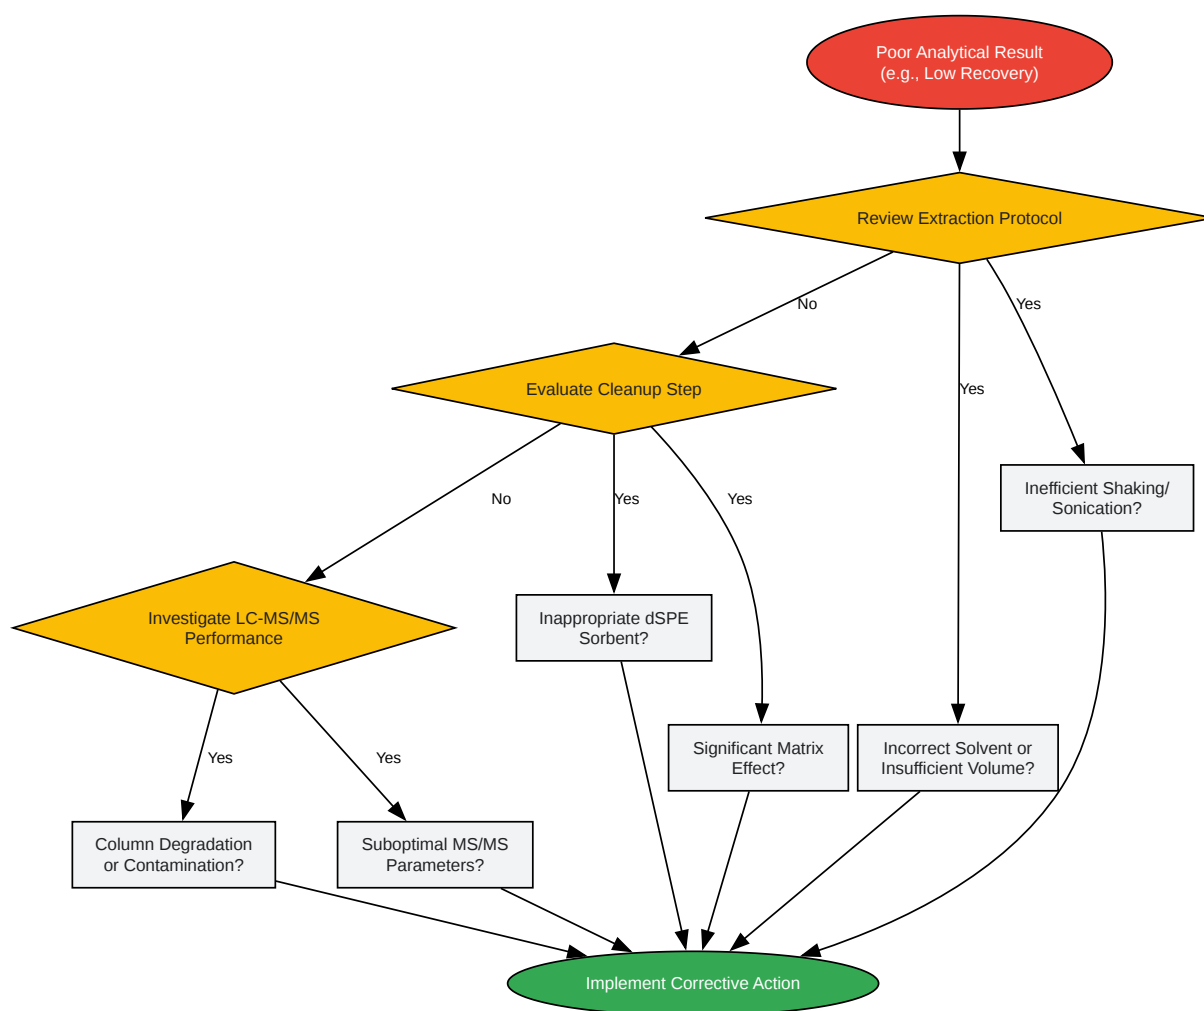 Poor Analytical Result
(e.g., Low Recovery)
Review Extraction Protocol
No
Yes
Yes
Evaluate Cleanup Step
Inefficient Shaking/
Sonication?
No
Yes
Yes
Investigate LC-MS/MS
Performance
Inappropriate dSPE
Sorbent?
Significant Matrix
Effect?
Incorrect Solvent or
Insufficient Volume?
Yes
Yes
Column Degradation
or Contamination?
Suboptimal MS/MS
Parameters?
Implement Corrective Action